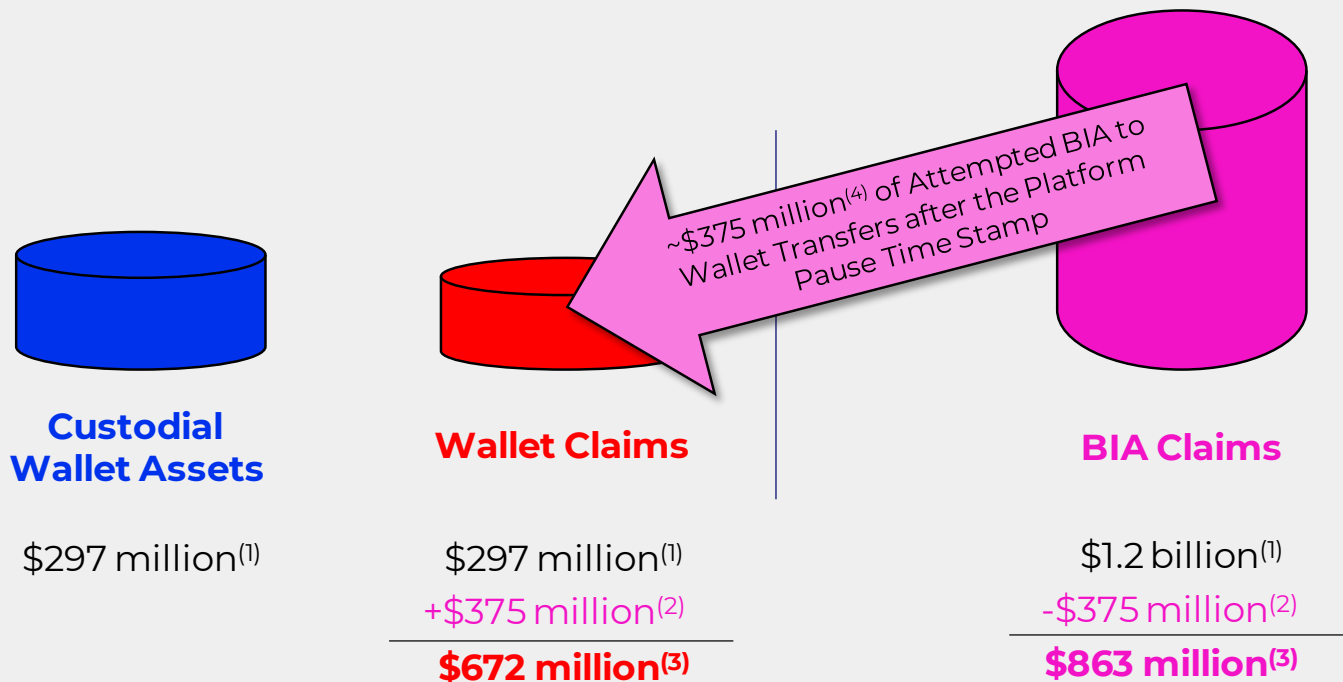 ~$375 million(4) of Attempted BIA to
Wallet Transfers after the Platform
Pause Time Stamp
Custodial
Wallet Assets
Wallet Claims
BIA Claims
$297 million(1)
$297 million(1)
$1.2 billion(1)
+$375 million(2)
-$375 million(2)
$672 million(3)
$863 million(3)